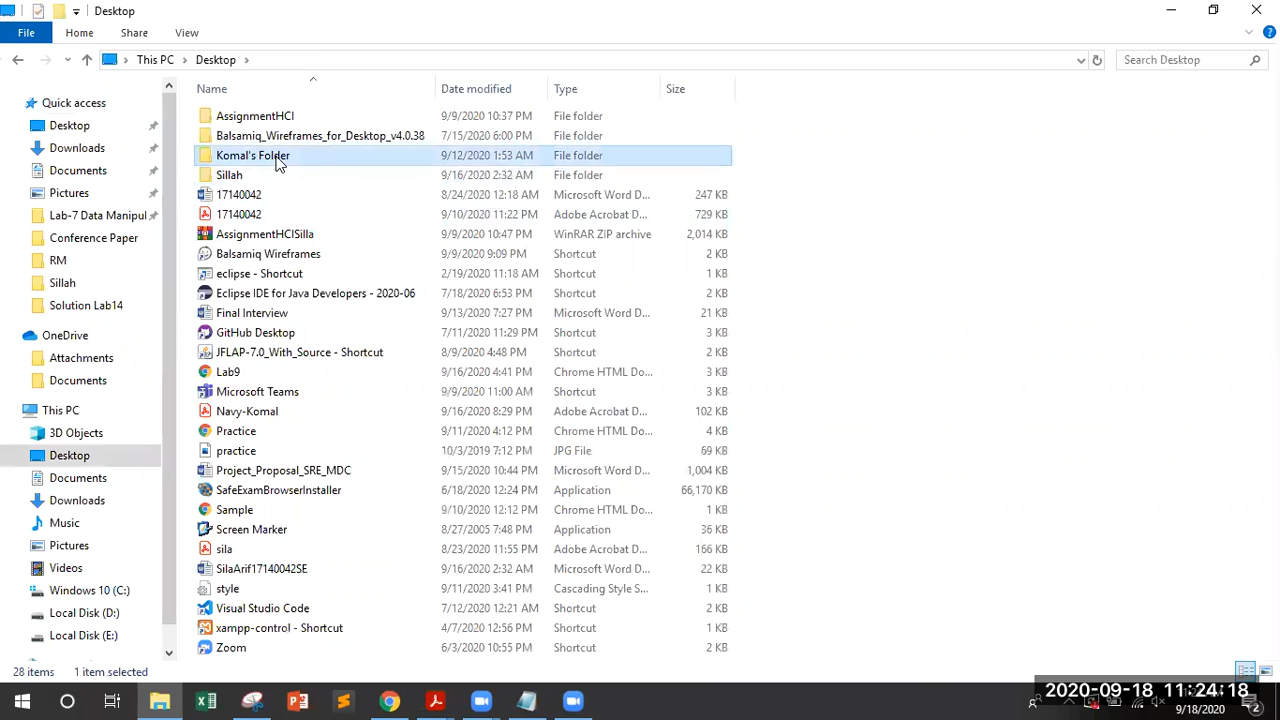 Desktop
File Home Share View
This PC Desktop Search Desktop
Name Date modified Type Size
Quick access
Desktop
Downloads
Documents
Pictures
Lab-7 Data Manipul
Conference Paper
RM
Sillah
Solution Lab14
OneDrive
Attachments
Documents
This PC
3D Objects
Desktop
Documents
Downloads
Music
Pictures
Videos
Windows 10 (C:)
Local Disk (D:)
Local Disk (E:)
AssignmentHCI 9/9/2020 10:37 PM File folder
Balsamiq_Wireframes_for_Desktop_v4.0.38 7/15/2020 6:00 PM File folder
Komal's Folder 9/12/2020 1:53 AM File folder
Sillah 9/16/2020 2:32 AM File folder
17140042 8/24/2020 12:18 AM Microsoft Word D... 247 KB
17140042 9/10/2020 11:22 PM Adobe Acrobat D... 729 KB
AssignmentHCISilla 9/9/2020 10:47 PM WinRAR ZIP archive 2,014 KB
Balsamiq Wireframes 9/9/2020 9:09 PM Shortcut 2 KB
eclipse - Shortcut 2/19/2020 11:18 AM Shortcut 1 KB
Eclipse IDE for Java Developers - 2020-06 7/18/2020 6:53 PM Shortcut 2 KB
Final Interview 9/13/2020 7:27 PM Microsoft Word D... 21 KB
GitHub Desktop 7/11/2020 11:29 PM Shortcut 3 KB
JFLAP-7.0_With_Source - Shortcut 8/9/2020 4:48 PM Shortcut 2 KB
Lab9 9/16/2020 4:41 PM Chrome HTML Do... 3 KB
Microsoft Teams 9/9/2020 11:00 AM Shortcut 3 KB
Navy-Komal 9/16/2020 8:29 PM Adobe Acrobat D... 102 KB
Practice 9/11/2020 4:12 PM Chrome HTML Do... 4 KB
practice 10/3/2019 7:12 PM JPG File 69 KB
Project_Proposal_SRE_MDC 9/15/2020 10:44 PM Microsoft Word D... 1,004 KB
SafeExamBrowserInstaller 6/18/2020 12:24 PM Application 66,170 KB
Sample 9/10/2020 12:12 PM Chrome HTML Do... 1 KB
Screen Marker 8/27/2005 7:48 PM Application 36 KB
sila 8/23/2020 11:55 PM Adobe Acrobat D... 166 KB
SilaArif17140042SE 9/16/2020 2:32 AM Microsoft Word D... 22 KB
style 9/11/2020 3:41 PM Cascading Style S... 1 KB
Visual Studio Code 7/12/2020 12:21 AM Shortcut 2 KB
xampp-control - Shortcut 4/7/2020 12:56 PM Shortcut 1 KB
Zoom 6/3/2020 10:55 PM Shortcut 2 KB
28 items 1 item selected
2020-09-18 11:24:18
9/18/2020
2